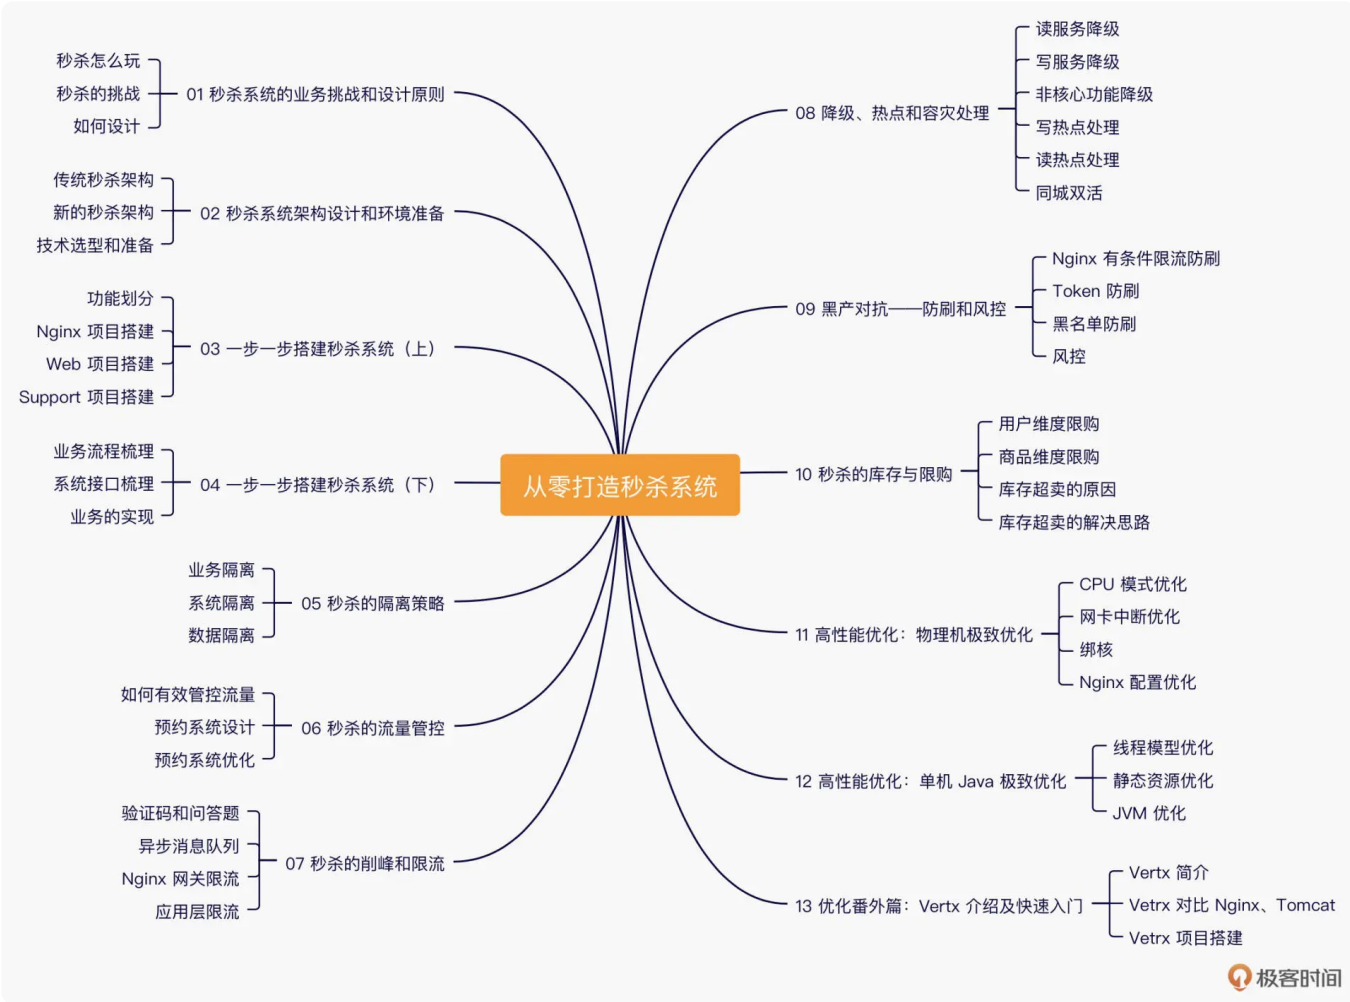 从零打造秒杀系统
01 秒杀系统的业务挑战和设计原则
秒杀怎么玩
秒杀的挑战
如何设计
02 秒杀系统架构设计和环境准备
传统秒杀架构
新的秒杀架构
技术选型和准备
03 一步一步搭建秒杀系统（上）
功能划分
Nginx 项目搭建
Web 项目搭建
Support 项目搭建
04 一步一步搭建秒杀系统（下）
业务流程梳理
系统接口梳理
业务的实现
05 秒杀的隔离策略
业务隔离
系统隔离
数据隔离
06 秒杀的流量管控
如何有效管控流量
预约系统设计
预约系统优化
07 秒杀的削峰和限流
验证码和问答题
异步消息队列
Nginx 网关限流
应用层限流
08 降级、热点和容灾处理
读服务降级
写服务降级
非核心功能降级
写热点处理
读热点处理
同城双活
09 黑产对抗——防刷和风控
Nginx 有条件限流防刷
Token 防刷
黑名单防刷
风控
10 秒杀的库存与限购
用户维度限购
商品维度限购
库存超卖的原因
库存超卖的解决思路
11 高性能优化：物理机极致优化
CPU 模式优化
网卡中断优化
绑核
Nginx 配置优化
12 高性能优化：单机 Java 极致优化
线程模型优化
静态资源优化
JVM 优化
13 优化番外篇：Vertx 介绍及快速入门
Vertx 简介
Vetrx 对比 Nginx、Tomcat
Vetrx 项目搭建
极客时间